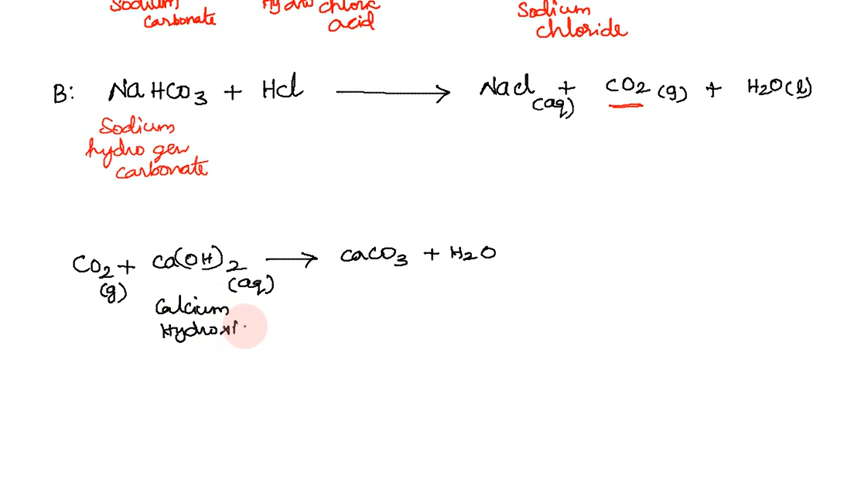 Sodium Hydrochloric Sodium
carbonate acid chloride
B: NaHCO3 + HCl ⟶ NaCl (aq) + CO2 (g) + H2O(l)
Sodium
hydrogen
carbonate
CO2 (g) + Ca(OH)2 (aq) ⟶ CaCO3 + H2O
Calcium
Hydroxi